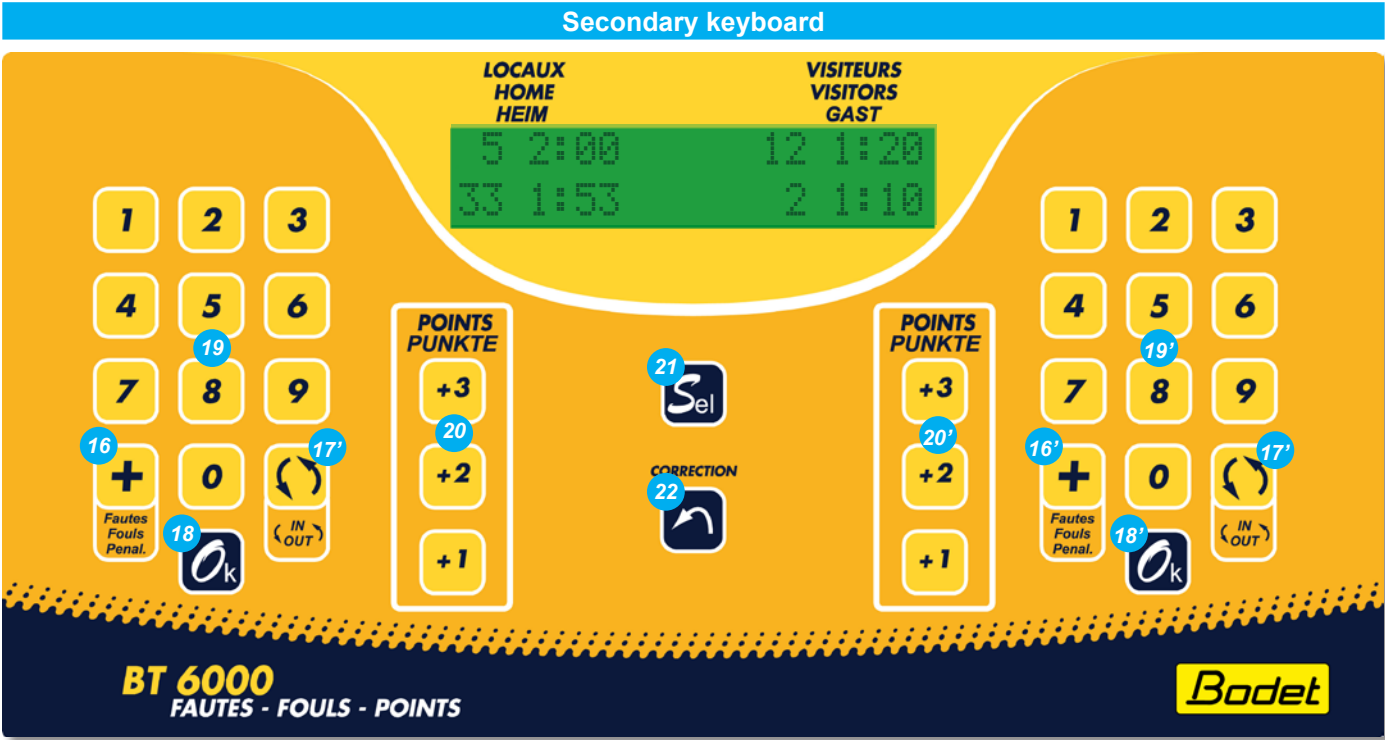 Secondary keyboard
LOCAUX
HOME
HEIM
VISITEURS
VISITORS
GAST
5 2:00 12 1:20
33 1:53 2 1:10
1 2 3
4 5 6
19
7 8 9
16
17'
+ 0
Fautes
Fouls
Penal.
IN
OUT
18
Ok
POINTS
PUNKTE
+3
20
+2
+1
21
Sel
CORRECTION
22
POINTS
PUNKTE
+3
20'
+2
+1
1 2 3
4 5 6
19'
7 8 9
16'
17'
+ 0
Fautes
Fouls
Penal.
IN
OUT
18'
Ok
BT 6000
FAUTES - FOULS - POINTS
Bodet